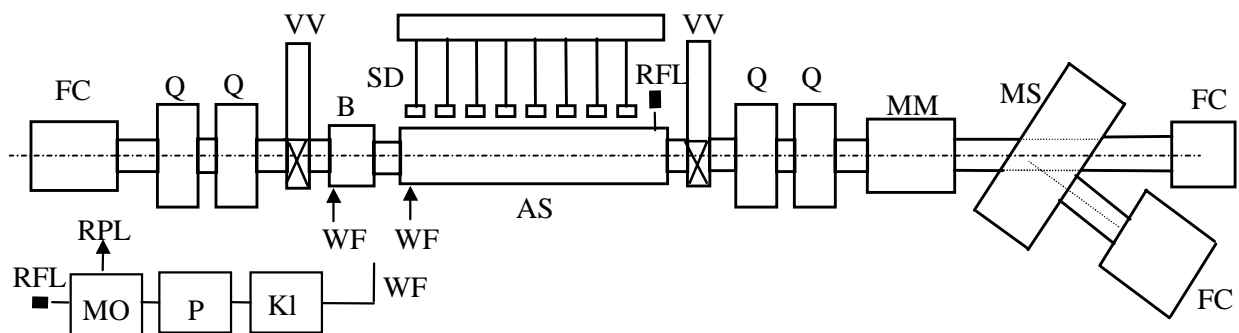 VV
VV
SD
RFL
FC
Q
Q
B
Q
Q
MM
MS
FC
AS
WF
WF
RPL
RFL
MO
P
Kl
WF
FC